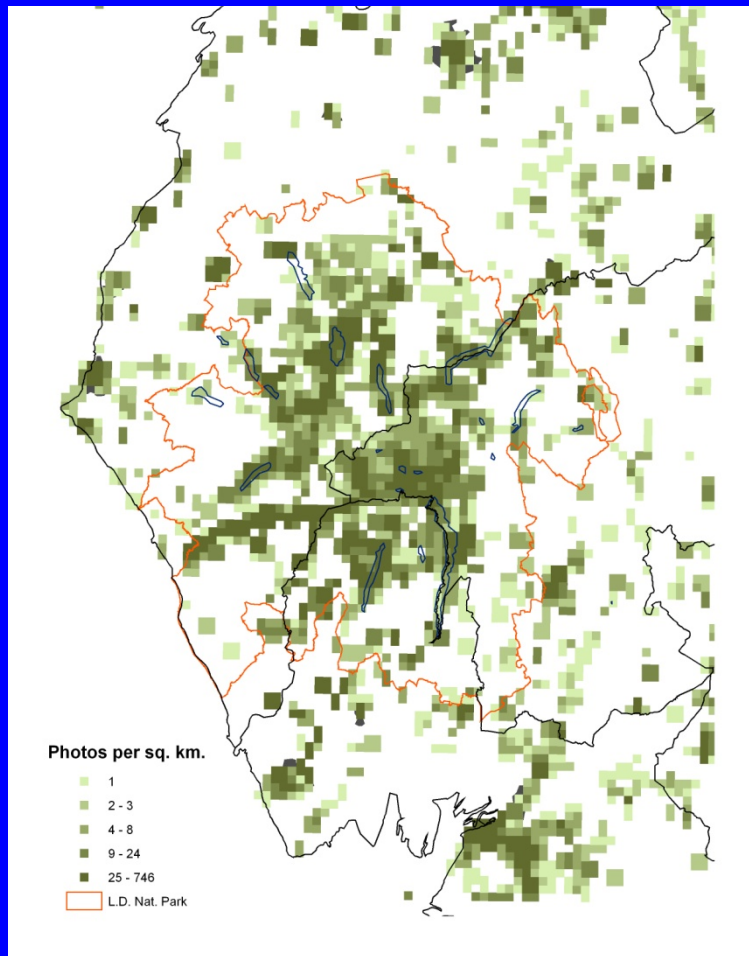 Photos per sq. km.
1
2 - 3
4 - 8
9 - 24
25 - 746
L.D. Nat. Park